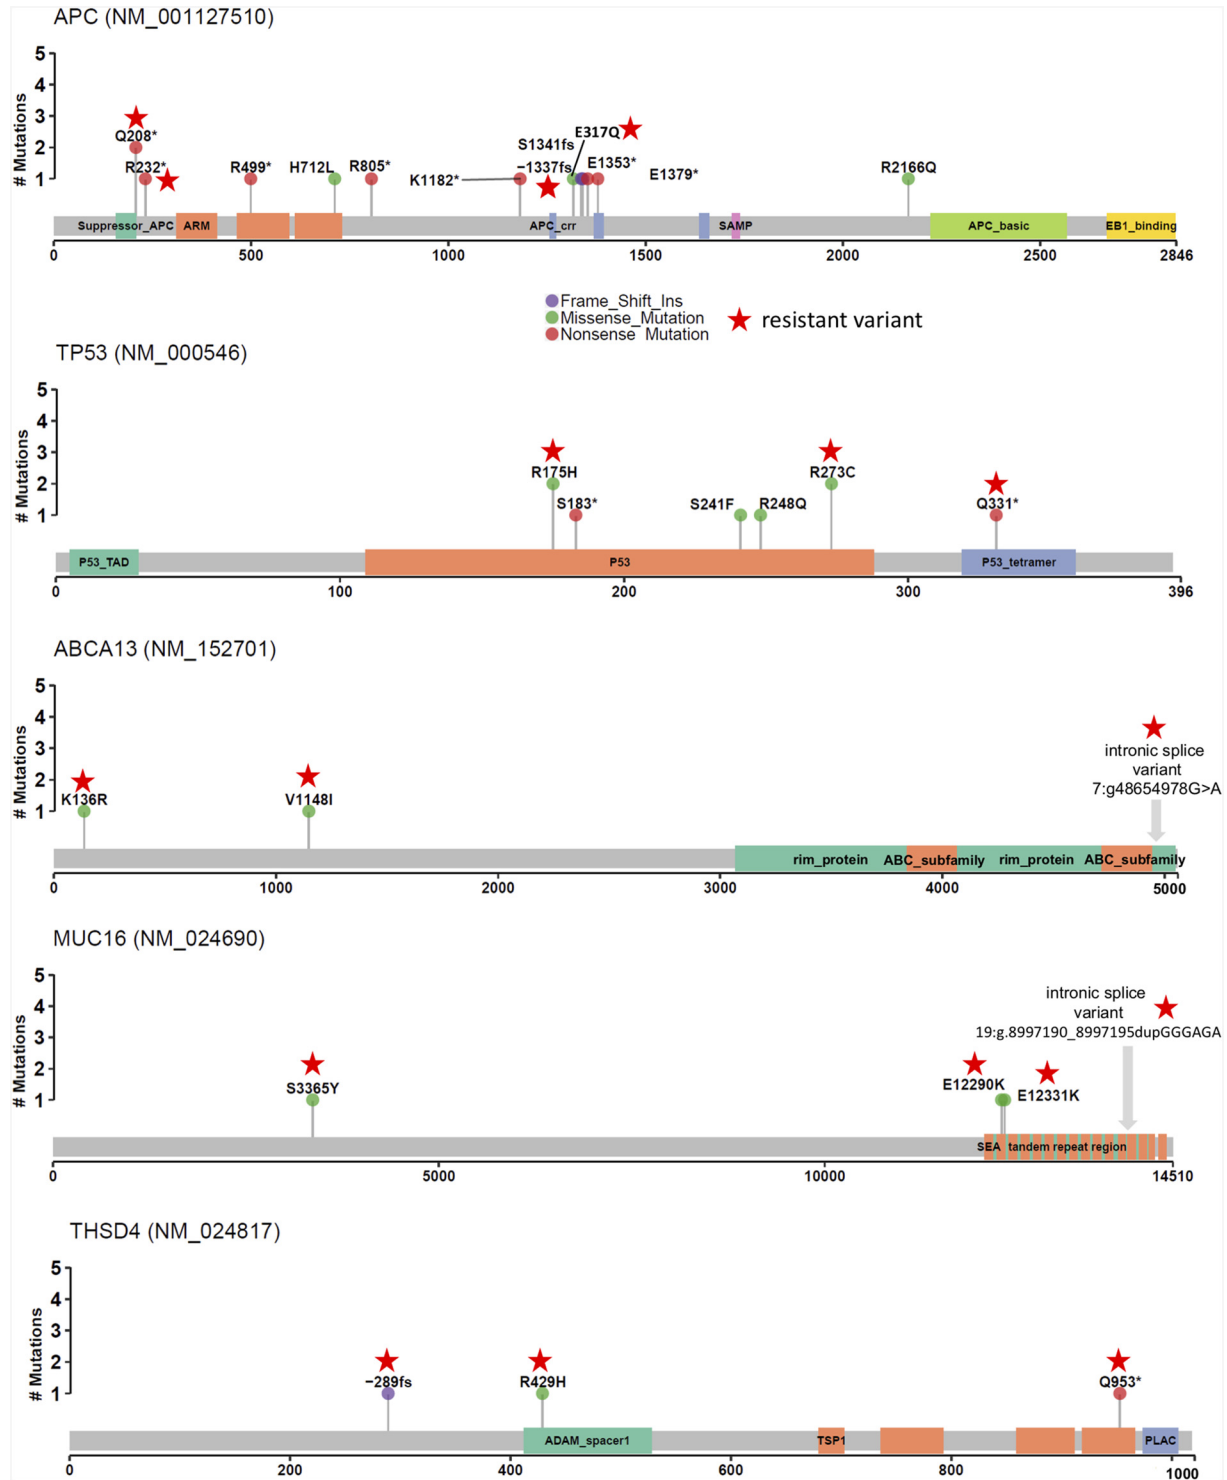 APC (NM_001127510)
# Mutations
5
4
3
2
1
Q208*
R232*
R499*
H712L
R805*
K1182*
S1341fs
E317Q
−1337fs
E1353*
E1379*
R2166Q
Suppressor_APC
ARM
APC_crr
SAMP
APC_basic
EB1_binding
0
500
1000
1500
2000
2500
2846
Frame_Shift_Ins
Missense_Mutation
Nonsense_Mutation
resistant variant
TP53 (NM_000546)
# Mutations
5
4
3
2
1
R175H
S183*
S241F
R248Q
R273C
Q331*
P53_TAD
P53
P53_tetramer
0
100
200
300
396
ABCA13 (NM_152701)
# Mutations
5
4
3
2
1
K136R
V1148I
intronic splice
variant
7:g48654978G>A
rim_protein
ABC_subfamily
rim_protein
ABC_subfamily
0
1000
2000
3000
4000
5000
MUC16 (NM_024690)
# Mutations
5
4
3
2
1
S3365Y
E12290K
E12331K
intronic splice
variant
19:g.8997190_8997195dupGGGAGA
SEA tandem repeat region
0
5000
10000
14510
THSD4 (NM_024817)
# Mutations
5
4
3
2
1
−289fs
R429H
Q953*
ADAM_spacer1
TSP1
PLAC
0
200
400
600
800
1000